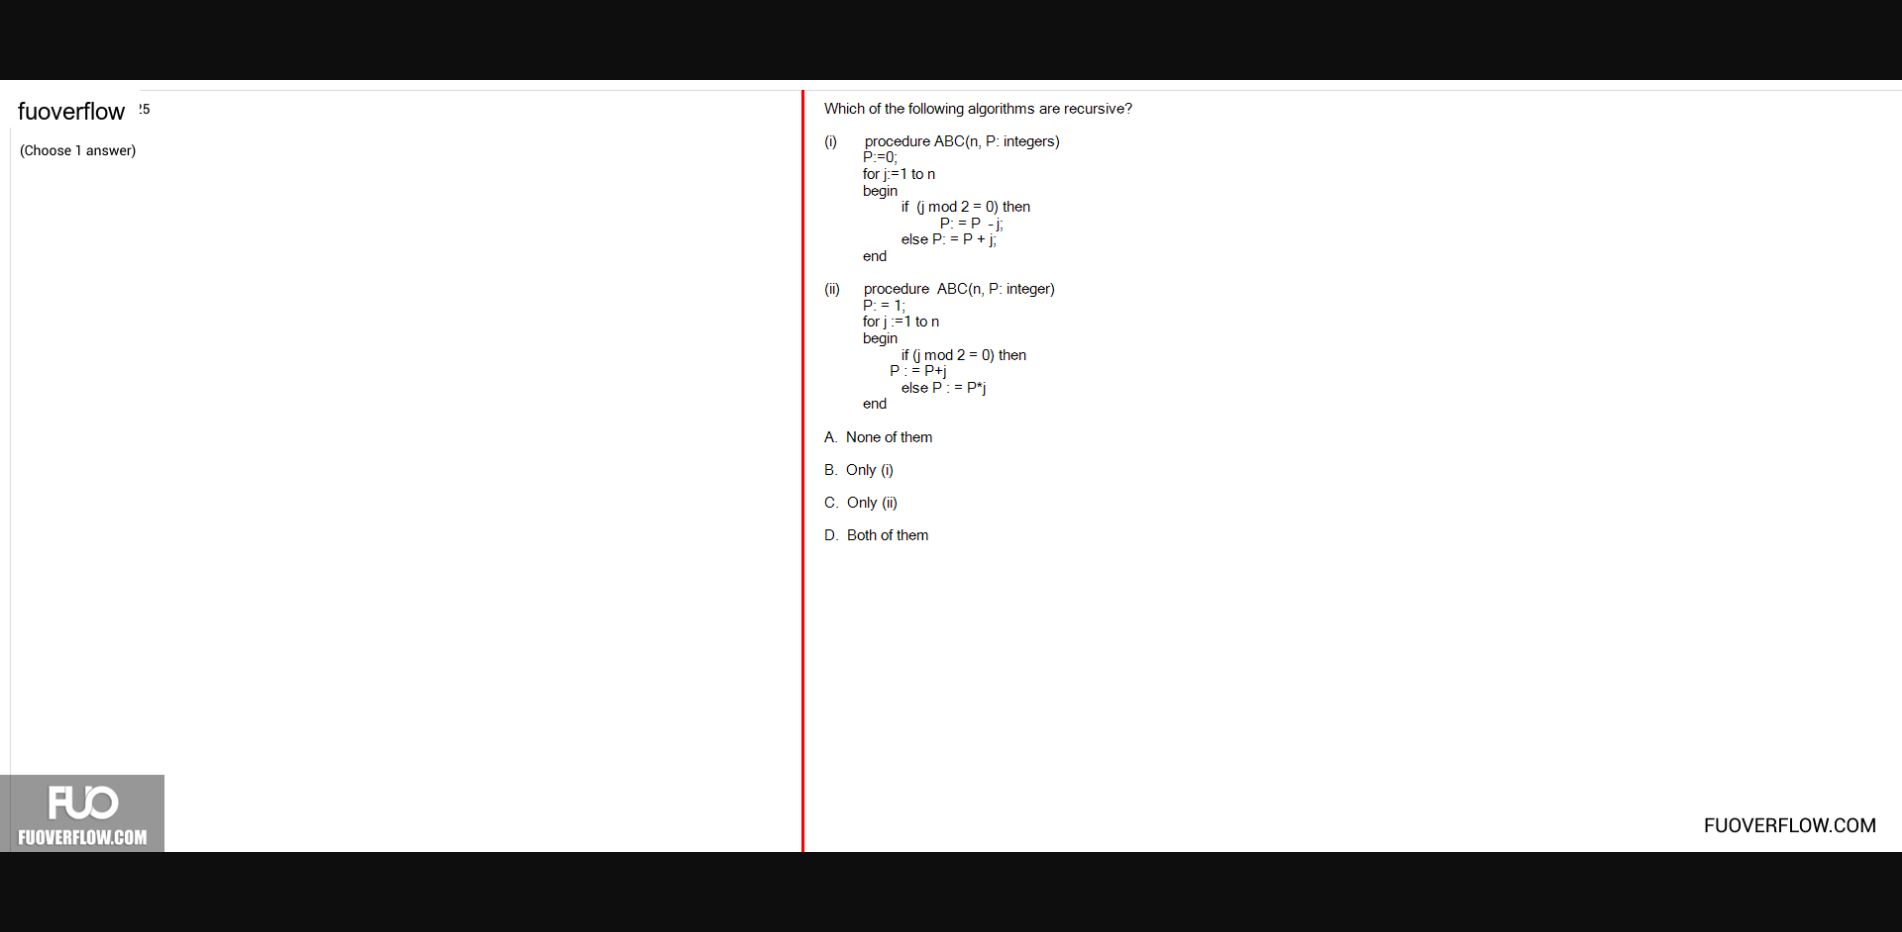 fuoverflow
25
(Choose 1 answer)
Which of the following algorithms are recursive?
(i) procedure ABC(n, P: integers)
P:=0;
for j:=1 to n
begin
if (j mod 2 = 0) then
P: = P - j;
else P: = P + j;
end
(ii) procedure ABC(n, P: integer)
P: = 1;
for j :=1 to n
begin
if (j mod 2 = 0) then
P : = P+j
else P : = P*j
end
A. None of them
B. Only (i)
C. Only (ii)
D. Both of them
FUO
FUOVERFLOW.COM
FUOVERFLOW.COM